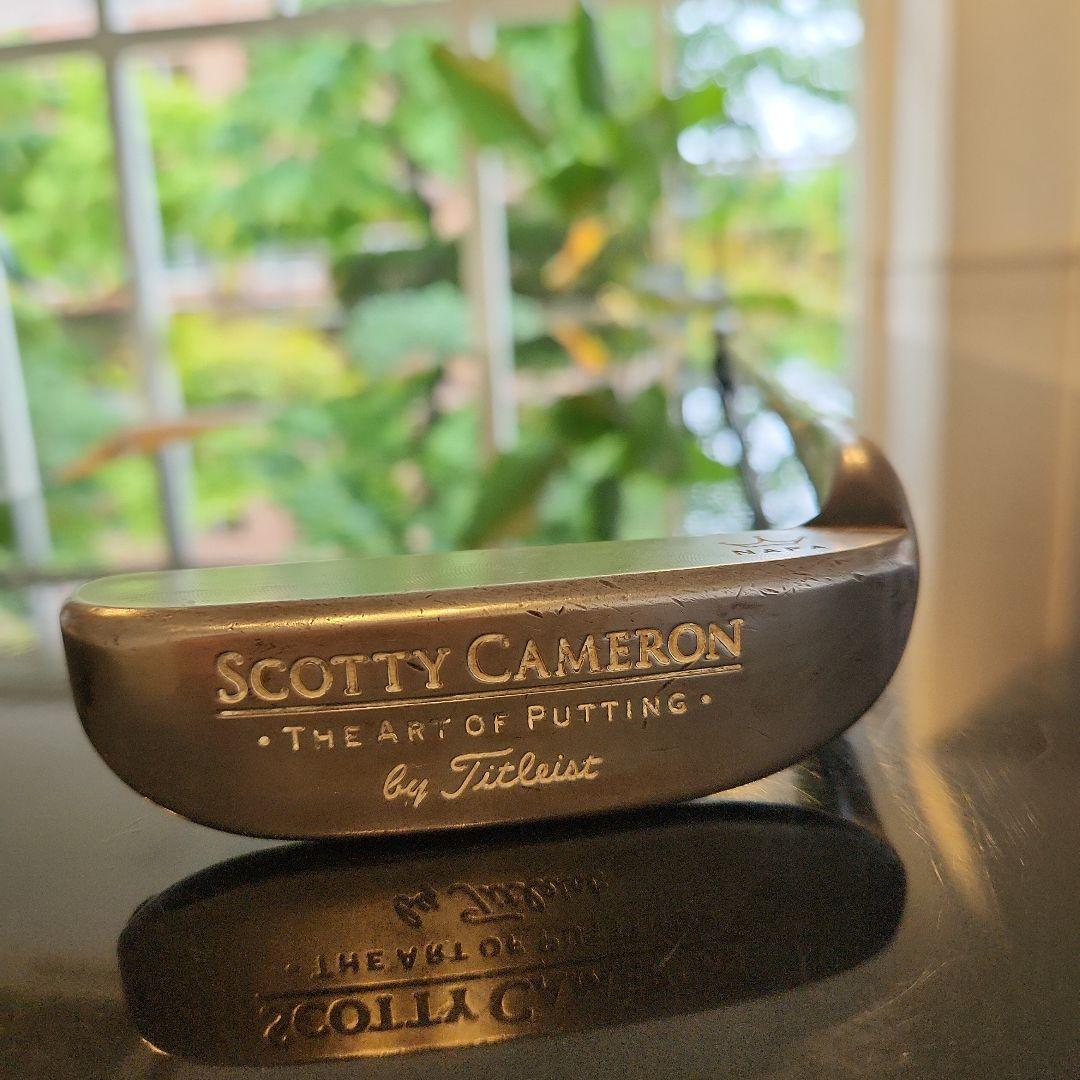 NAPA
SCOTTY CAMERON
• THE ART OF PUTTING •
by Titleist